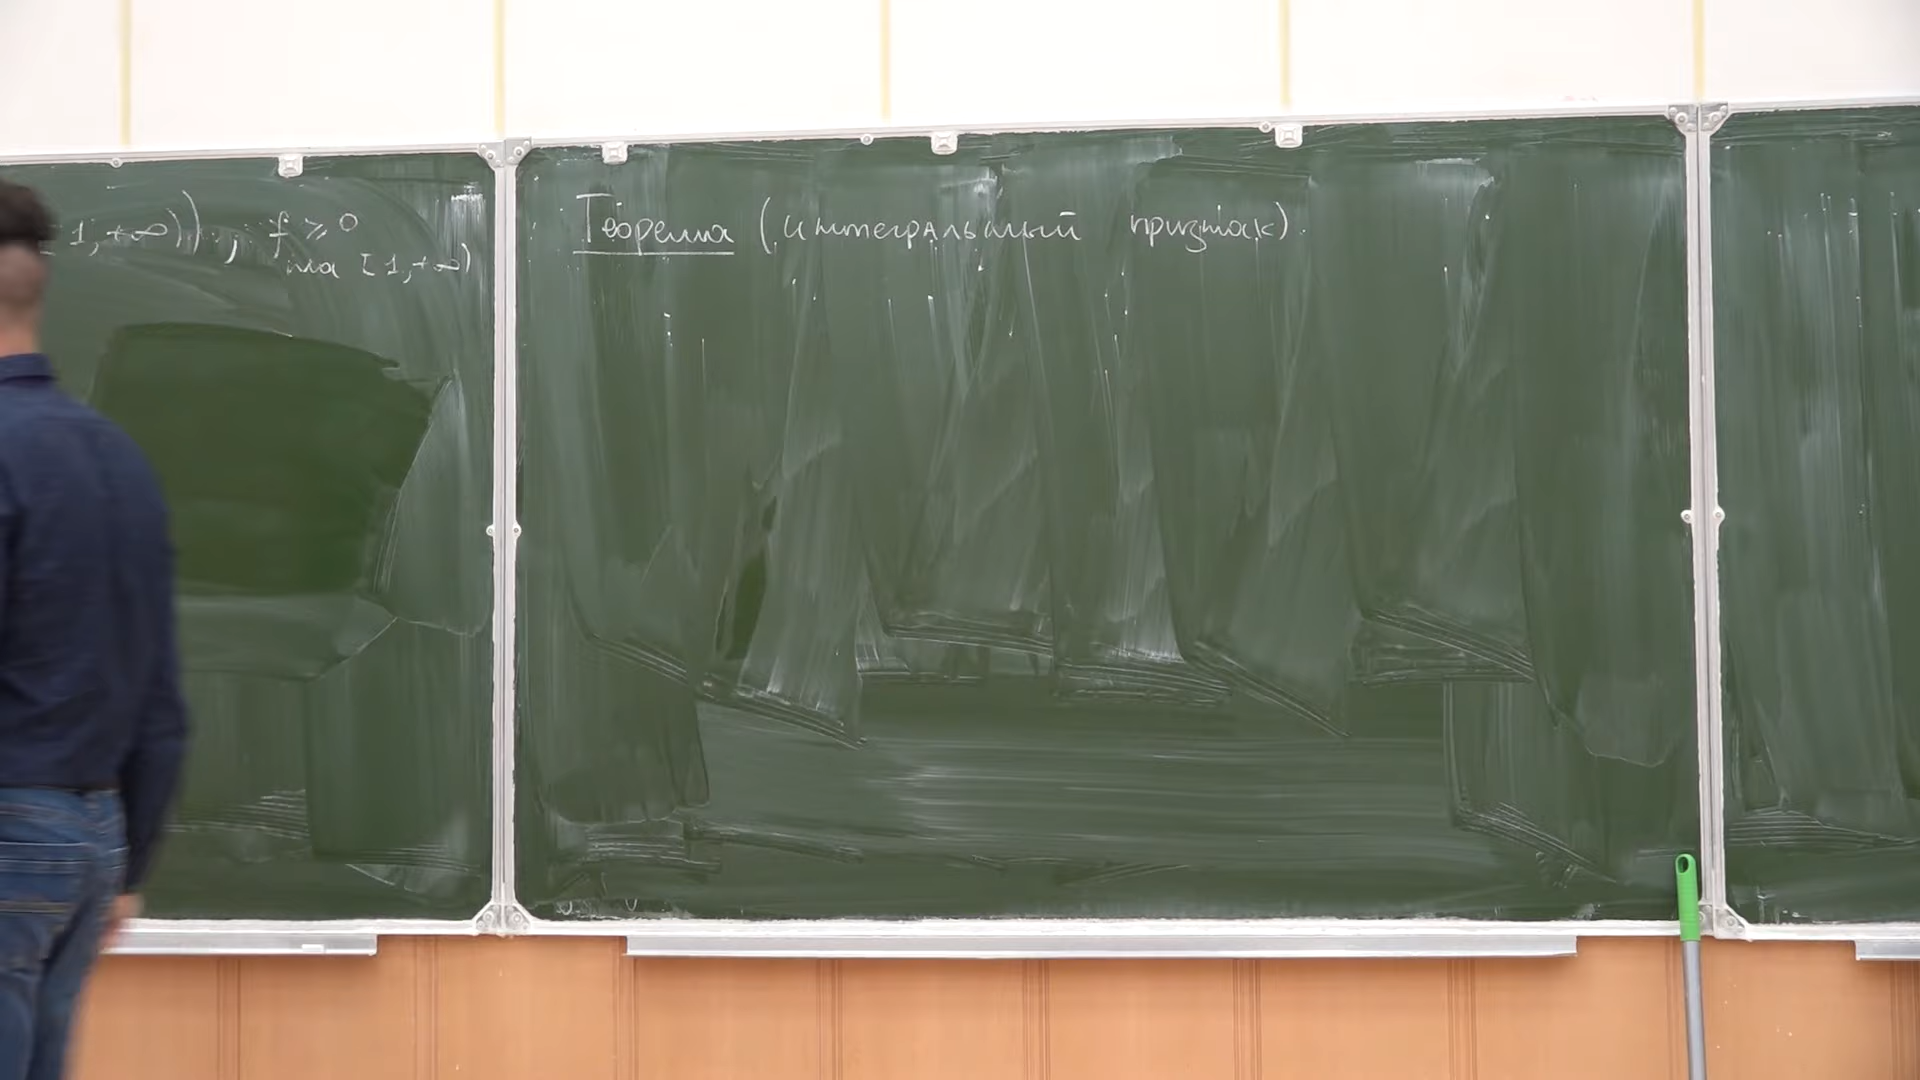 1,+∞)), f ⩾ 0
на [1,+∞)
Теорема (интегральный признак).